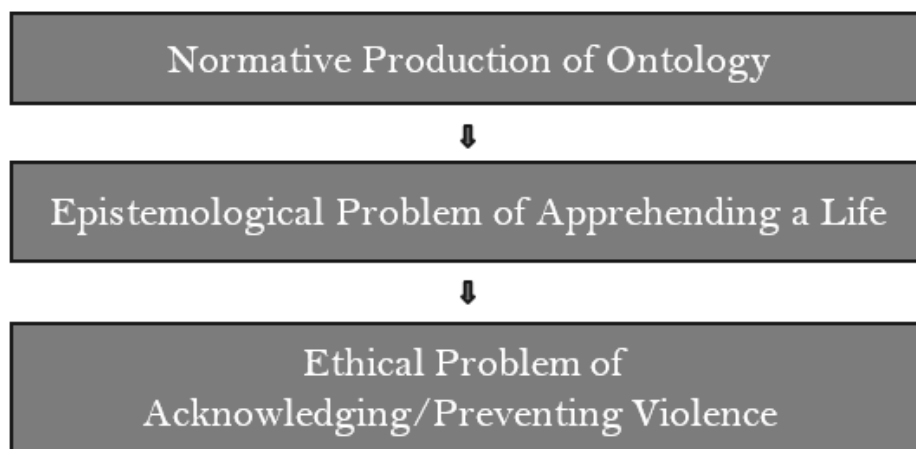 Normative Production of Ontology
Epistemological Problem of Apprehending a Life
Ethical Problem of
Acknowledging/Preventing Violence